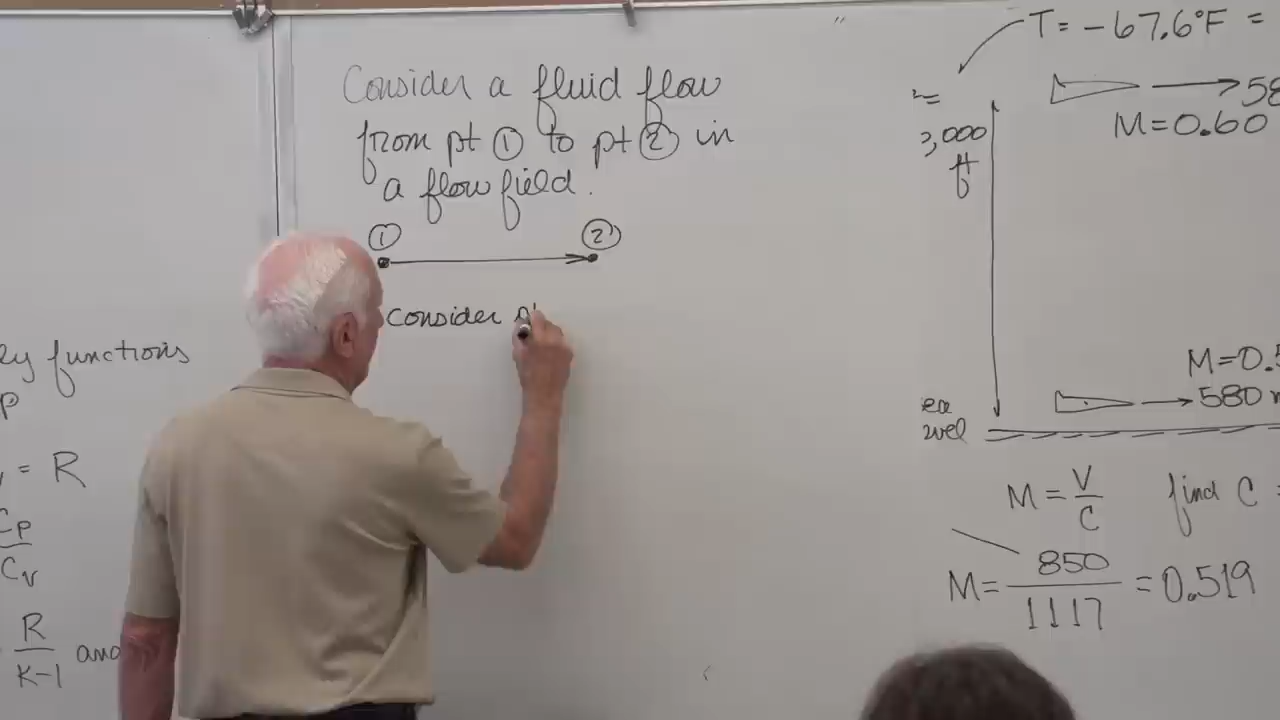 Consider a fluid flow
from pt ① to pt ② in
a flow field.
① ②
Consider
functions
P
= R
CP
Cv
R
K-1
and
T = -67.6°F =
M=0.60
,000
ft
M=0.5
580
M = V
C
find C =
M= 850
1117
= 0.519